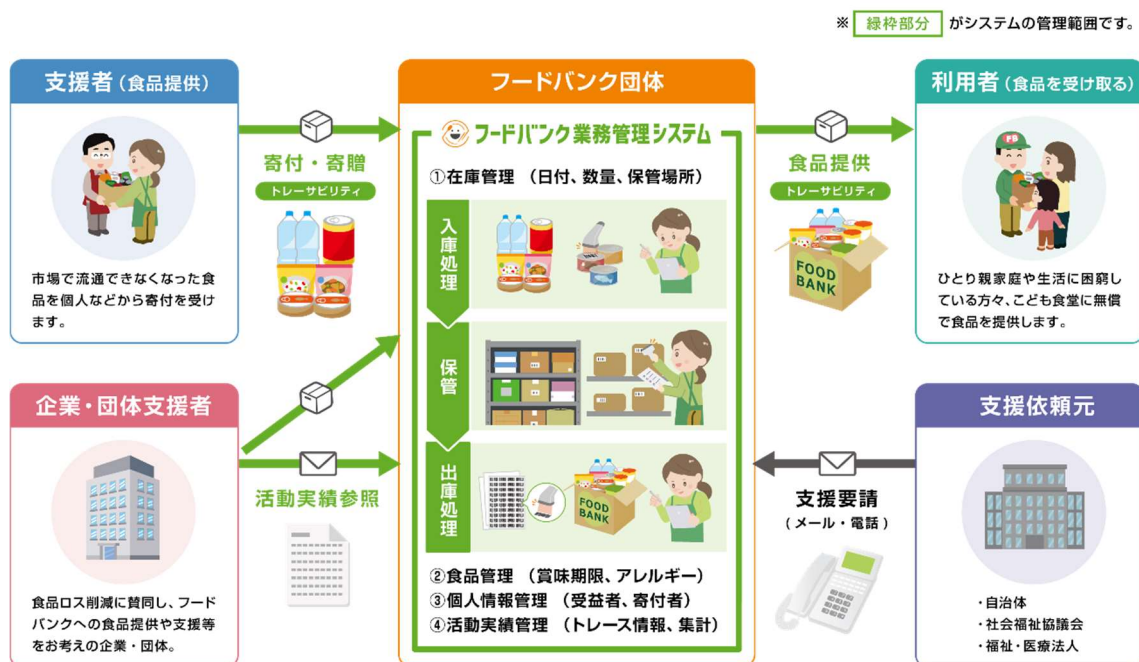 ※ 緑枠部分 がシステムの管理範囲です。
支援者（食品提供）
市場で流通できなくなった食
品を個人などから寄付を受け
ます。
企業・団体支援者
食品ロス削減に賛同し、フード
バンクへの食品提供や支援等
をお考えの企業・団体。
寄付・寄贈
トレーサビリティ
活動実績参照
フードバンク団体
フードバンク業務管理システム
①在庫管理 （日付、数量、保管場所）
入庫処理
保管
出庫処理
FOOD
BANK
②食品管理 （賞味期限、アレルギー）
③個人情報管理 （受益者、寄付者）
④活動実績管理 （トレース情報、集計）
食品提供
トレーサビリティ
FOOD
BANK
支援要請
（メール・電話）
利用者（食品を受け取る）
FB
ひとり親家庭や生活に困窮し
ている方々、こども食堂に無償
で食品を提供します。
支援依頼元
・自治体
・社会福祉協議会
・福祉・医療法人